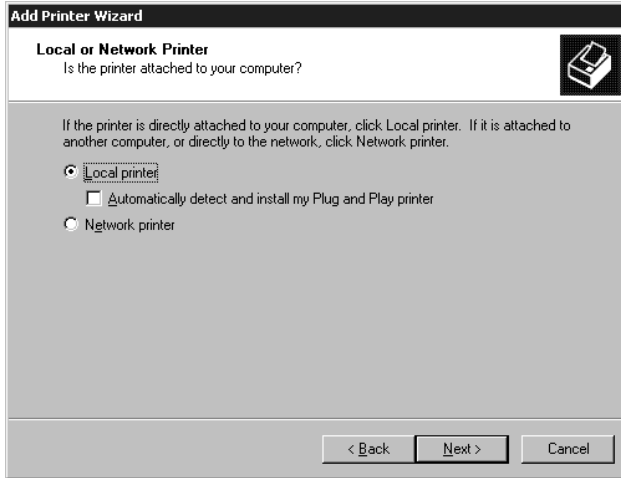 Add Printer Wizard
Local or Network Printer
Is the printer attached to your computer?
If the printer is directly attached to your computer, click Local printer. If it is attached to
another computer, or directly to the network, click Network printer.
Local printer
Automatically detect and install my Plug and Play printer
Network printer
< Back Next > Cancel